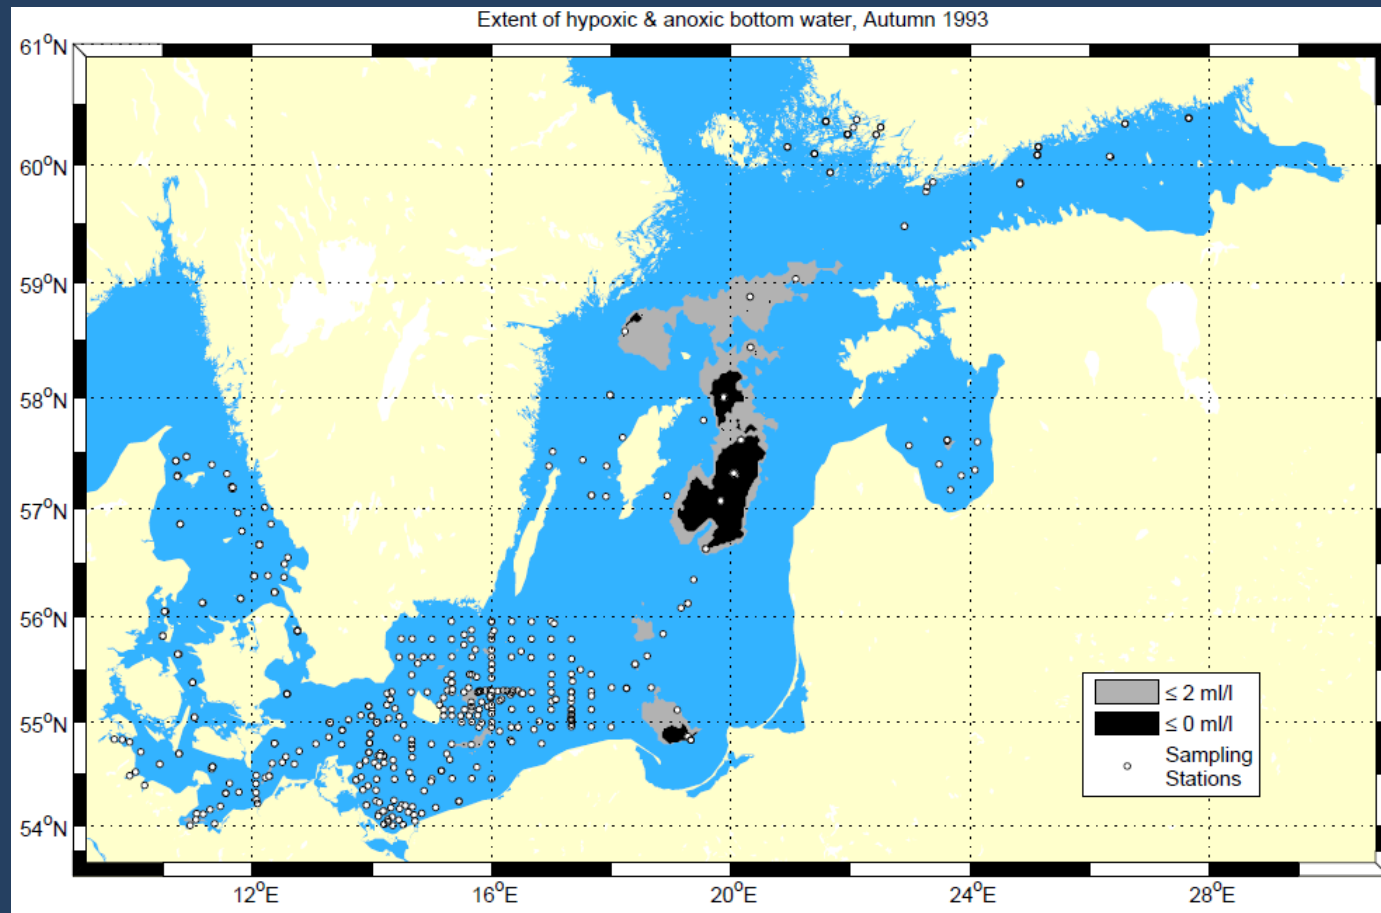 Extent of hypoxic & anoxic bottom water, Autumn 1993
61°N
60°N
59°N
58°N
57°N
56°N
55°N
54°N
≤ 2 ml/l
≤ 0 ml/l
Sampling
Stations
12°E
16°E
20°E
24°E
28°E